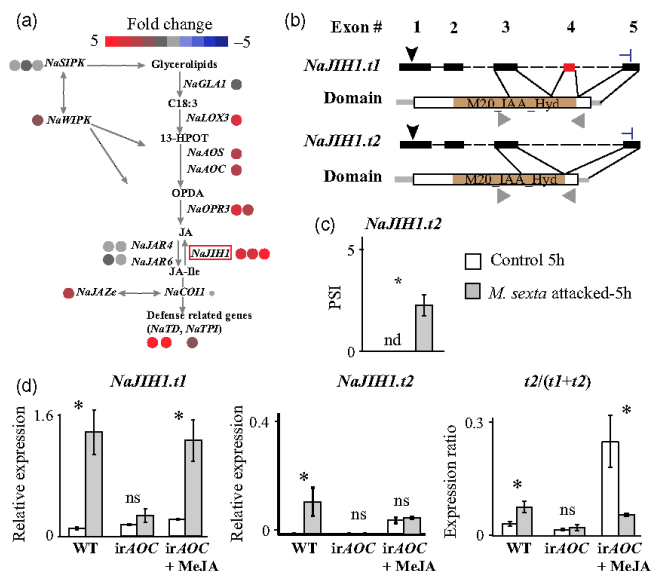 (a)
Fold change
5
–5
NaSIPK
Glycerolipids
NaGLA1
C18:3
NaLOX3
NaWIPK
13-HPOT
NaAOS
NaAOC
OPDA
NaOPR3
JA
NaJAR4
NaJAR6
NaJIH1
JA-Ile
NaJAZe
NaCOI1
Defense related genes
(NaTD, NaTPI)
(b)
Exon # 1 2 3 4 5
NaJIH1.t1
Domain
M20_IAA_Hyd
NaJIH1.t2
Domain
M20_IAA_Hyd
(c)
NaJIH1.t2
5
PSI
0
nd
*
Control 5h
M. sexta attacked-5h
(d)
NaJIH1.t1
Relative expression
1.6
0
*
ns
*
WT irAOC irAOC
+ MeJA
NaJIH1.t2
Relative expression
0.4
0
*
ns
ns
WT irAOC irAOC
+ MeJA
t2/(t1+t2)
Expression ratio
0.3
0
*
ns
*
WT irAOC irAOC
+ MeJA